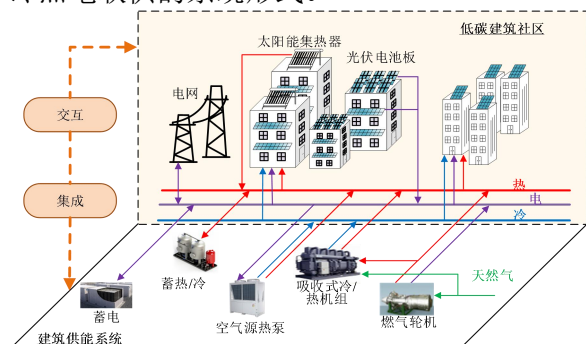 低碳建筑社区
太阳能集热器
光伏电池板
电网
交互
集成
热
电
冷
蓄热/冷
吸收式冷/
热机组
天然气
蓄电
空气源热泵
燃气轮机
建筑供能系统